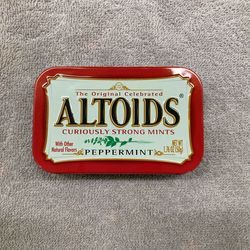 The Original Celebrated
ALTOIDS®
CURIOUSLY STRONG MINTS
With Other
Natural Flavors
NET WT
1.76 OZ (50g)
PEPPERMINT